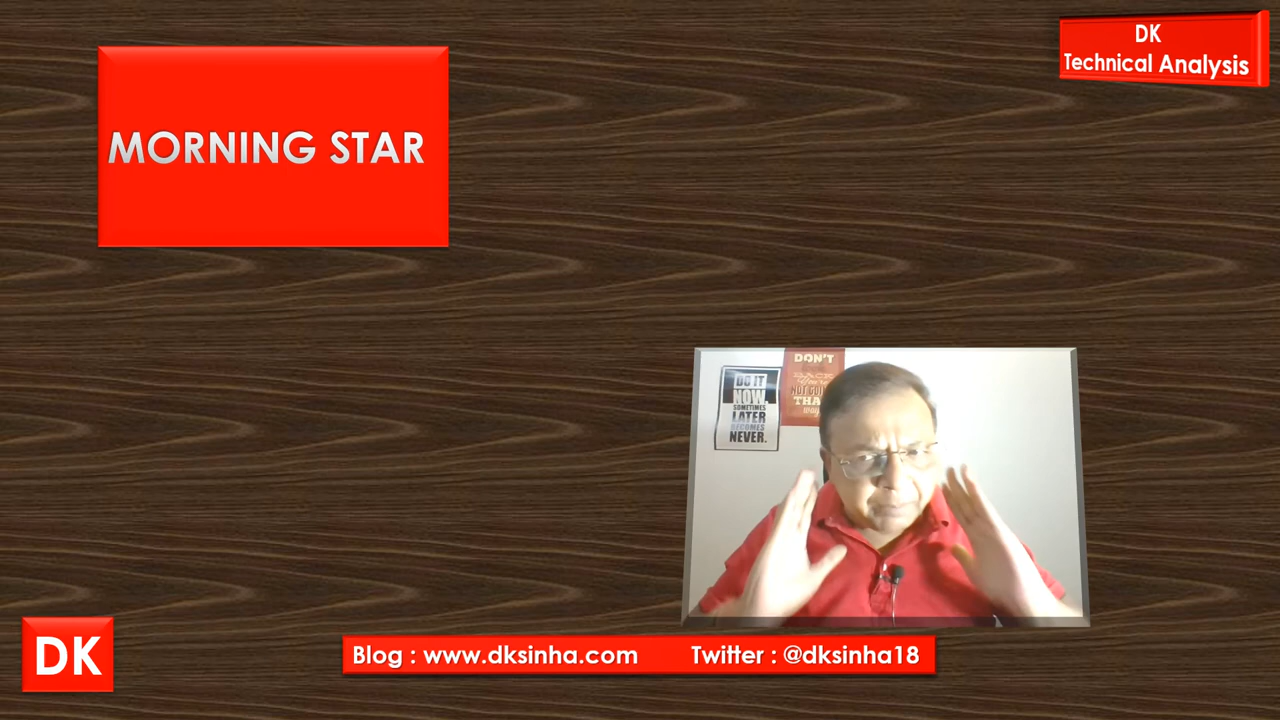 DK
Technical Analysis
MORNING STAR
DON'T
THA
DO IT
NOW.
SOMETIMES
LATER
BECOMES
NEVER.
DK
Blog : www.dksinha.com Twitter : @dksinha18